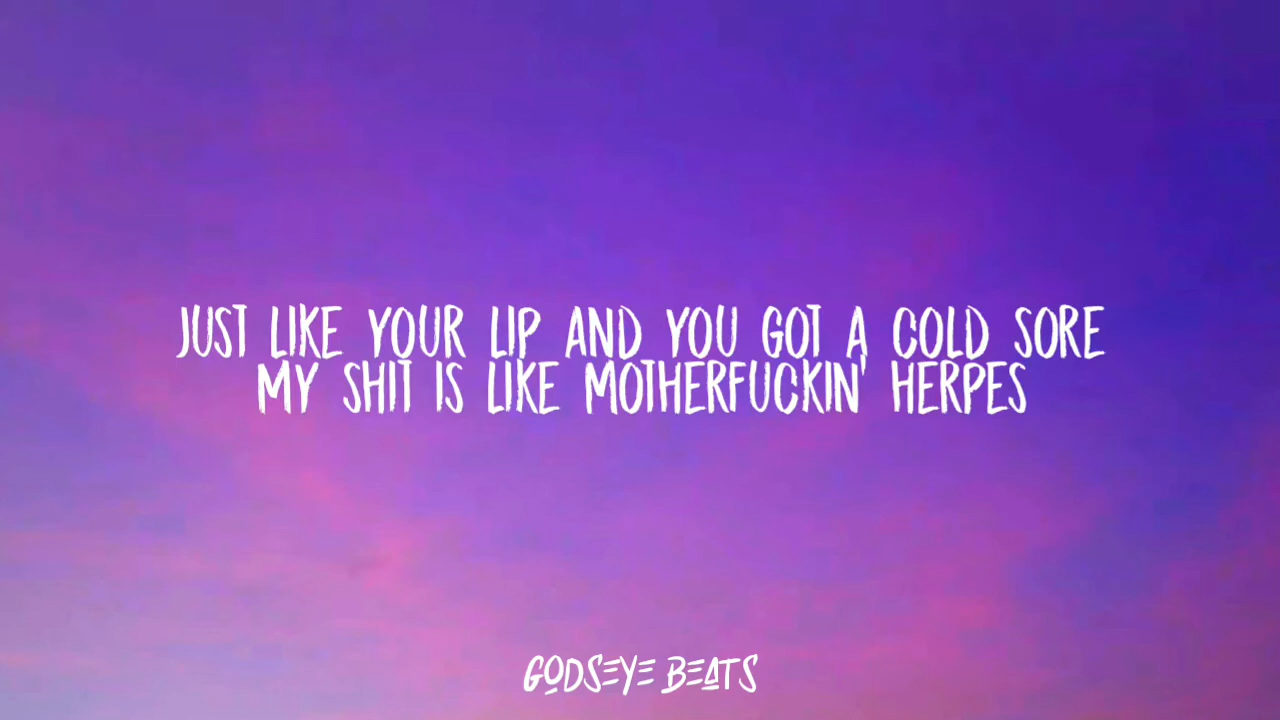 JUST LIKE YOUR LIP AND YOU GOT A COLD SORE
MY SHIT IS LIKE MOTHERFUCKIN' HERPES
GODSEYE BEATS